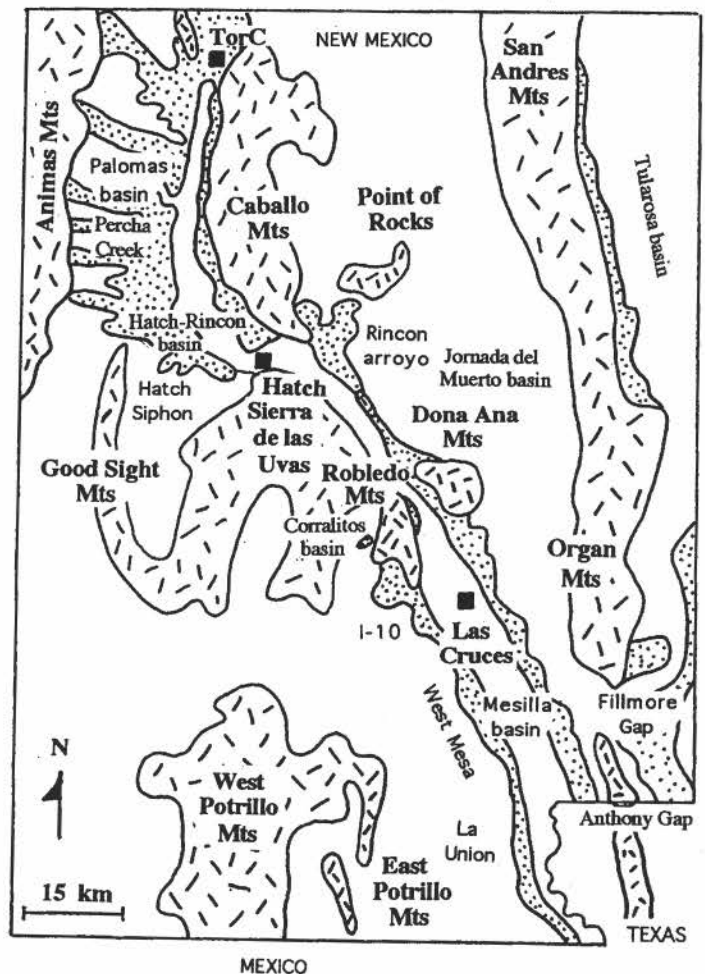 TorC
NEW MEXICO
San
Andres
Mts
Animas Mts
Palomas
basin
Percha
Creek
Caballo
Mts
Point of
Rocks
Tularosa basin
Hatch-Rincon
basin
Rincon
arroyo
Jornada del
Muerto basin
Hatch
Siphon
Hatch
Sierra
de las
Uvas
Dona Ana
Mts
Good Sight
Mts
Robledo
Mts
Corralitos
basin
Organ
Mts
I-10
Las
Cruces
West Mesa
Mesilla
basin
Fillmore
Gap
N
West
Potrillo
Mts
Anthony Gap
La
Union
East
Potrillo
Mts
15 km
TEXAS
MEXICO